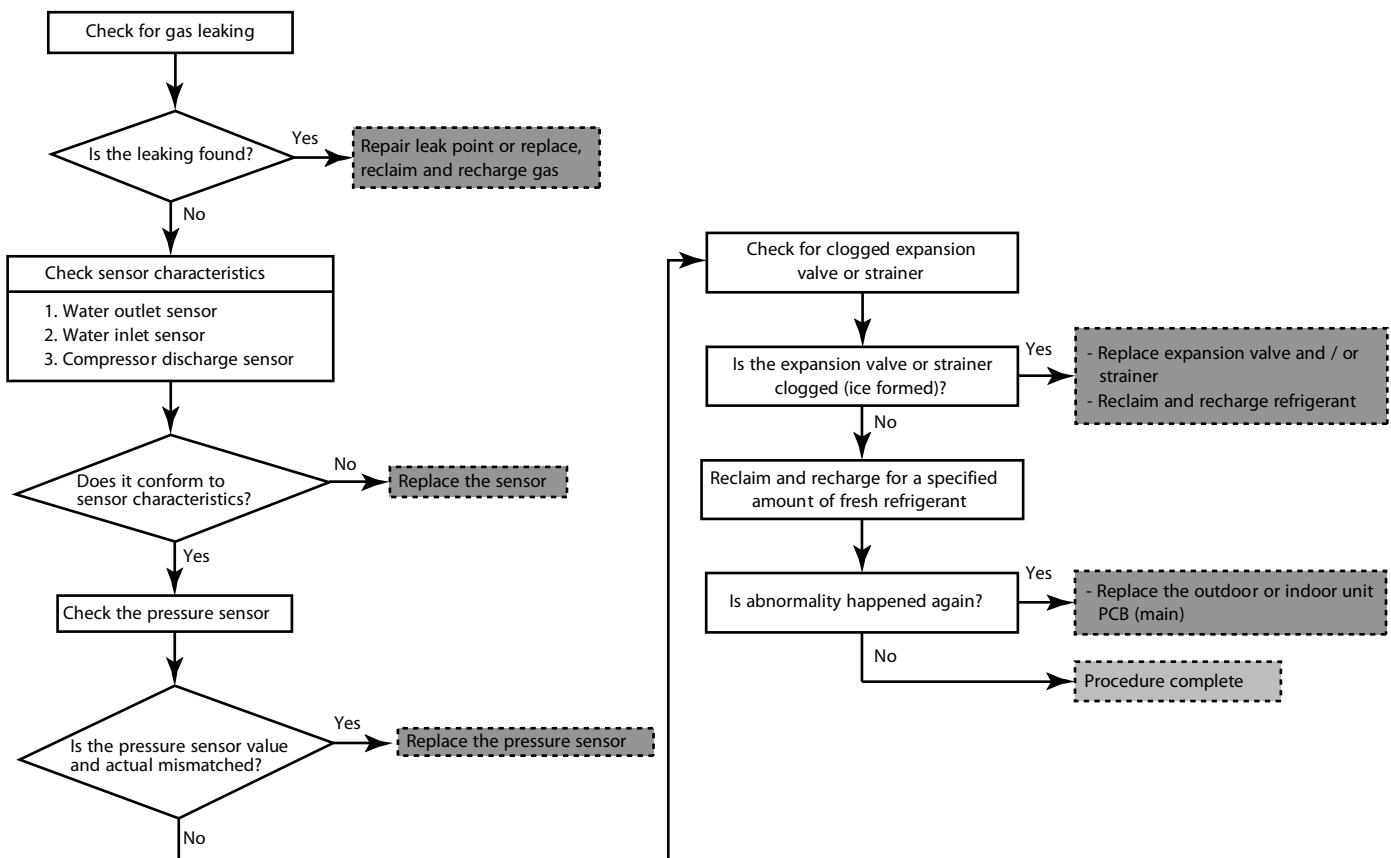 Check for gas leaking
Is the leaking found?
Yes
Repair leak point or replace,
reclaim and recharge gas
No
Check sensor characteristics
1. Water outlet sensor
2. Water inlet sensor
3. Compressor discharge sensor
Does it conform to
sensor characteristics?
No
Replace the sensor
Yes
Check the pressure sensor
Is the pressure sensor value
and actual mismatched?
Yes
Replace the pressure sensor
No
Check for clogged expansion
valve or strainer
Is the expansion valve or strainer
clogged (ice formed)?
Yes
- Replace expansion valve and / or
strainer
- Reclaim and recharge refrigerant
No
Reclaim and recharge for a specified
amount of fresh refrigerant
Is abnormality happened again?
Yes
- Replace the outdoor or indoor unit
PCB (main)
No
Procedure complete